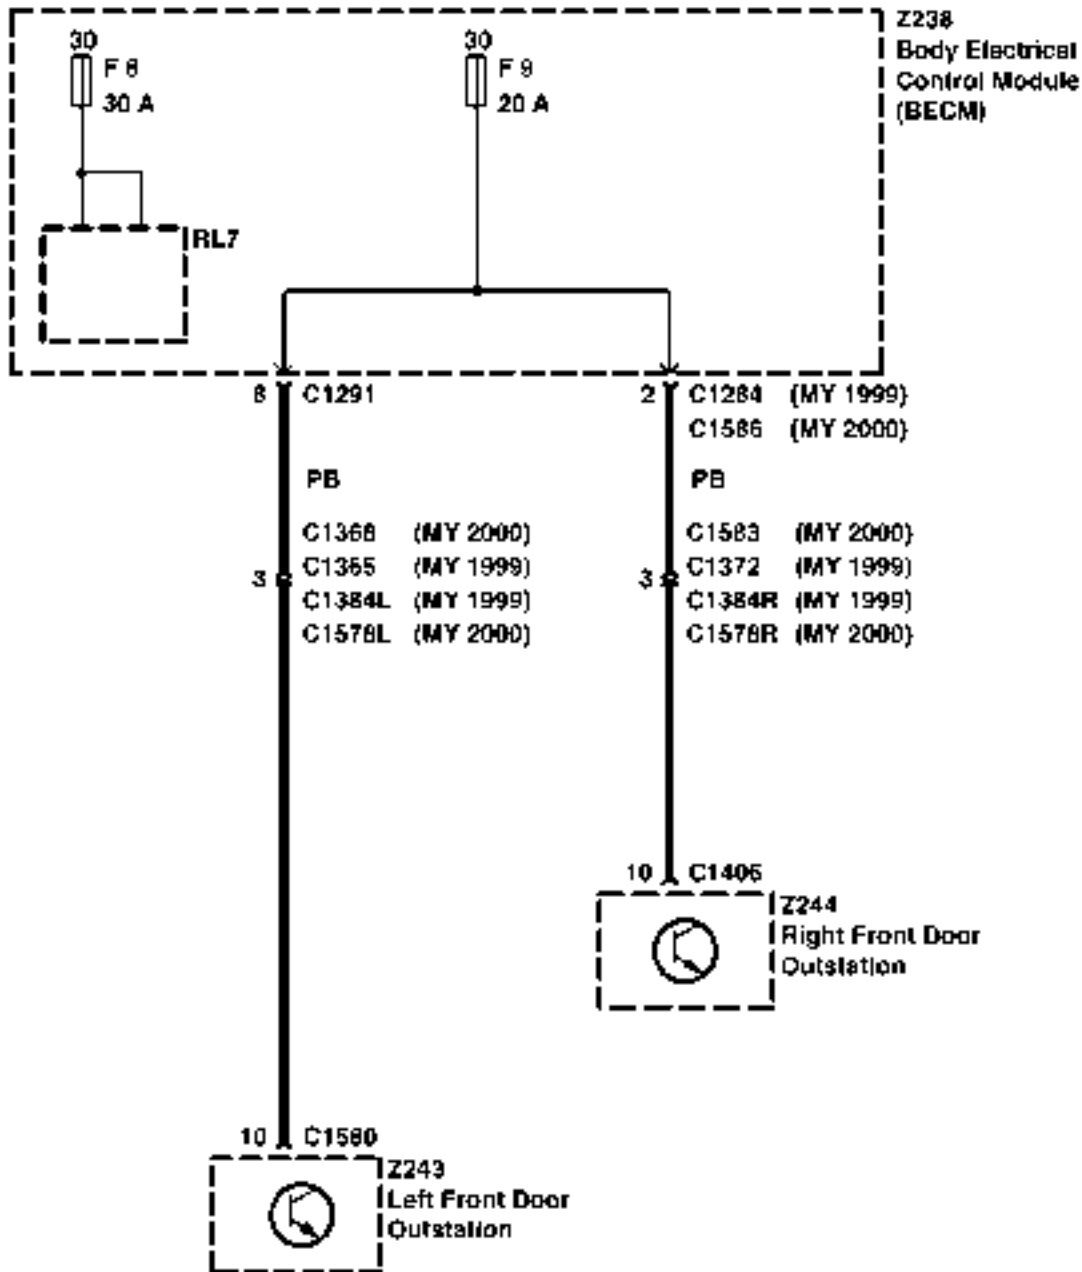 Z238
Body Electrical
Control Module
(BECM)
30
F 6
30 A
30
F 9
20 A
RL7
C1291
2
C1284 (MY 1999)
C1586 (MY 2000)
PB
PB
C1368 (MY 2000)
C1365 (MY 1999)
3
C1384L (MY 1999)
C1578L (MY 2000)
C1583 (MY 2000)
C1372 (MY 1999)
3
C1384R (MY 1999)
C1578R (MY 2000)
10
C1406
Z244
Right Front Door
Outstation
10
C1580
Z243
Left Front Door
Outstation